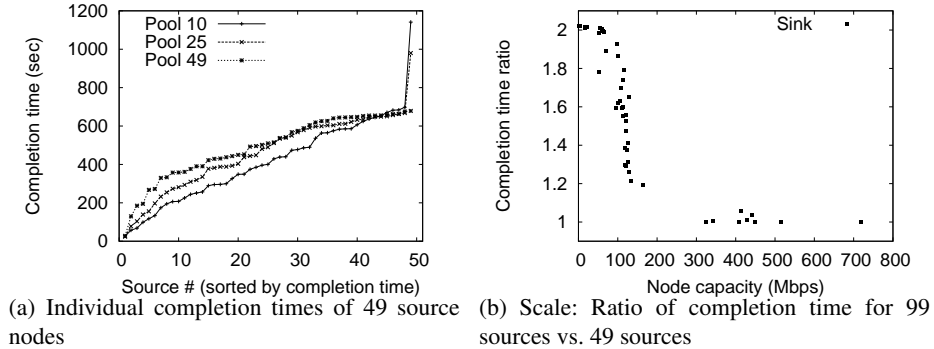 1200
1000
800
600
400
200
0
Completion time (sec)
Pool 10
Pool 25
Pool 49
0 10 20 30 40 50
Source # (sorted by completion time)
(a) Individual completion times of 49 source
nodes
2
1.8
1.6
1.4
1.2
1
Completion time ratio
Sink
0 100 200 300 400 500 600 700 800
Node capacity (Mbps)
(b) Scale: Ratio of completion time for 99
sources vs. 49 sources